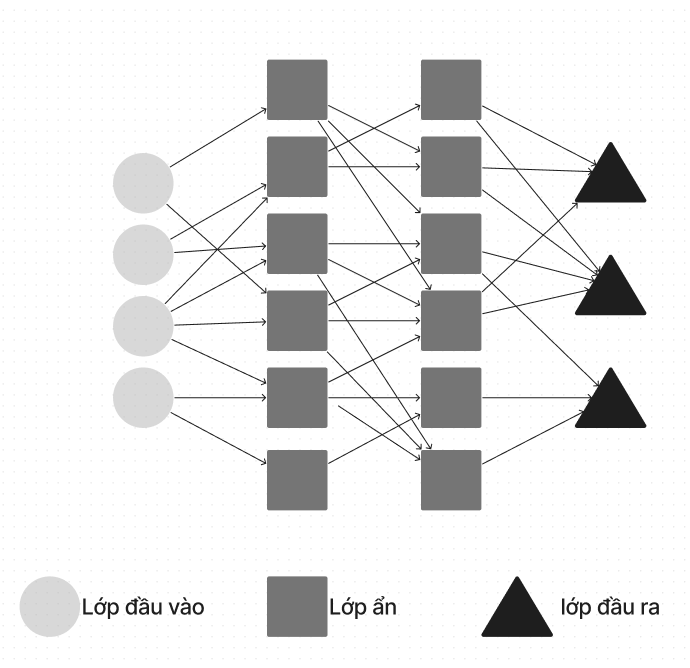 Lớp đầu vào
Lớp ẩn
lớp đầu ra